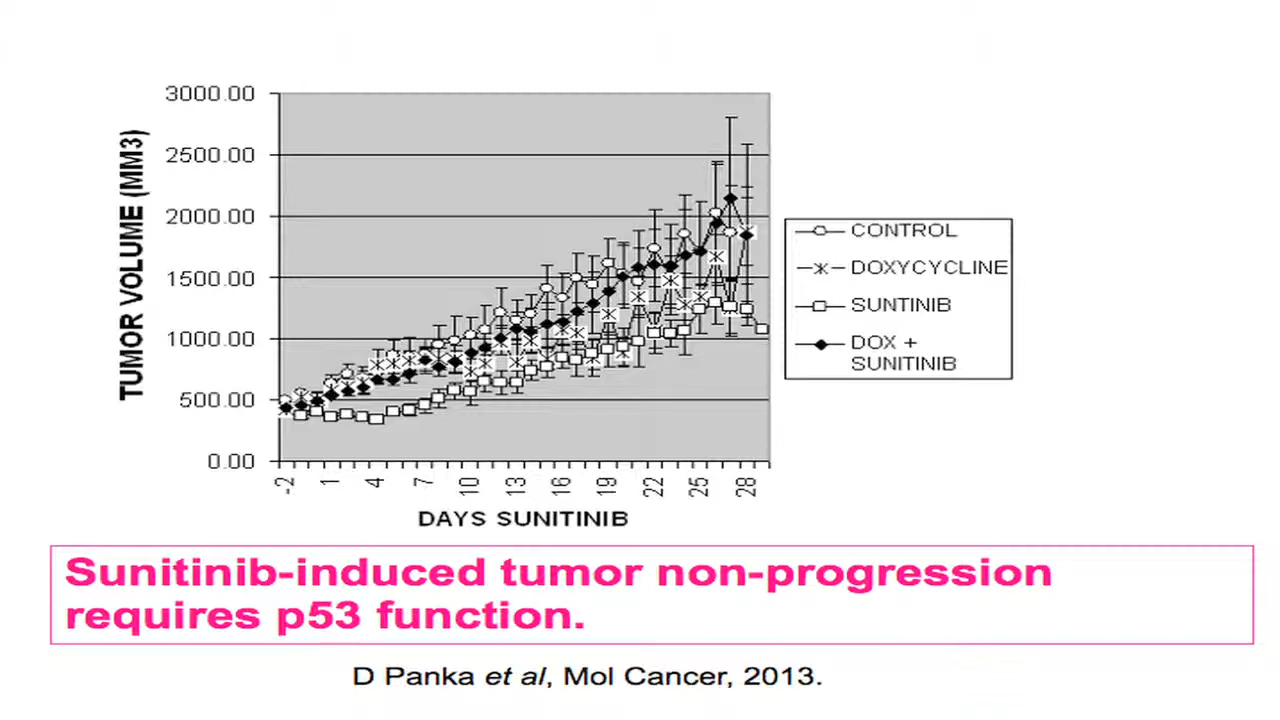 3000.00
2500.00
2000.00
1500.00
1000.00
500.00
0.00
TUMOR VOLUME (MM3)
-2 1 4 7 10 13 16 19 22 25 28
DAYS SUNITINIB
CONTROL
DOXYCYCLINE
SUNTINIB
DOX +
SUNITINIB
Sunitinib-induced tumor non-progression
requires p53 function.
D Panka et al, Mol Cancer, 2013.